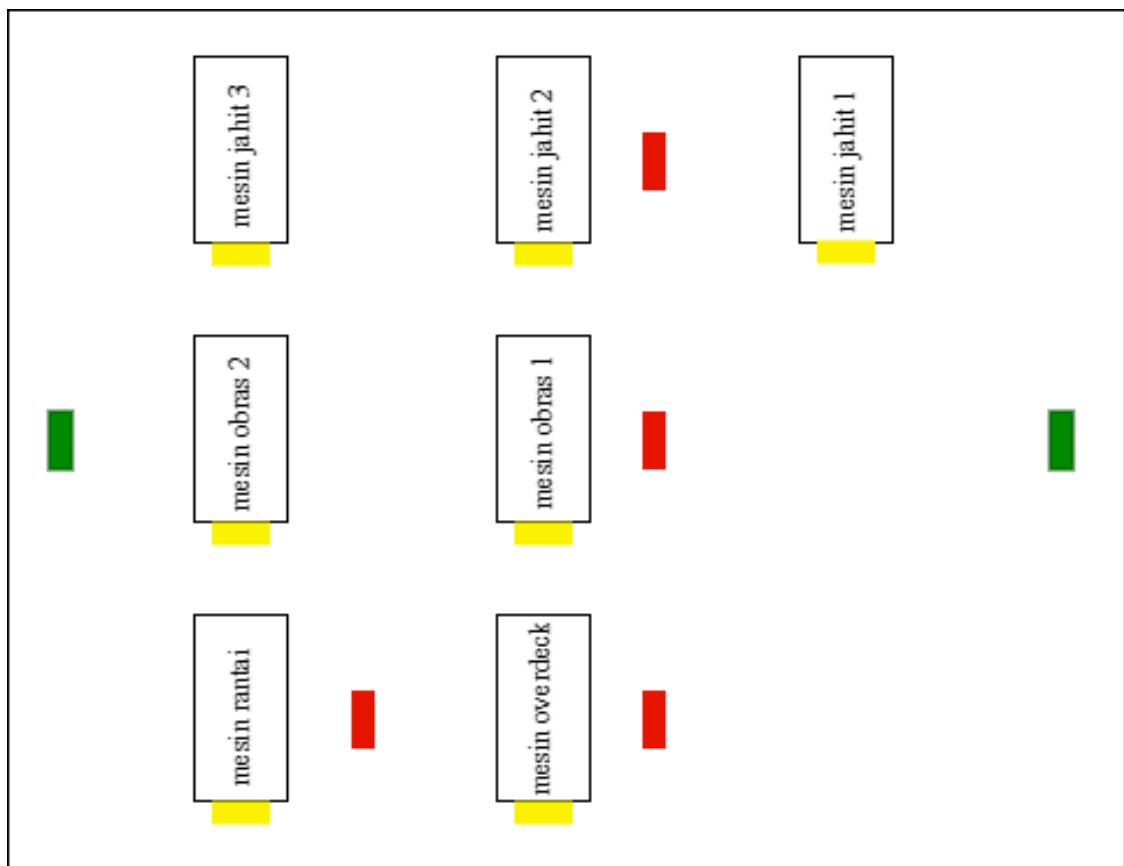 mesin jahit 3
mesin jahit 2
mesin jahit 1
mesin obras 2
mesin obras 1
mesin rantai
mesin overdeck